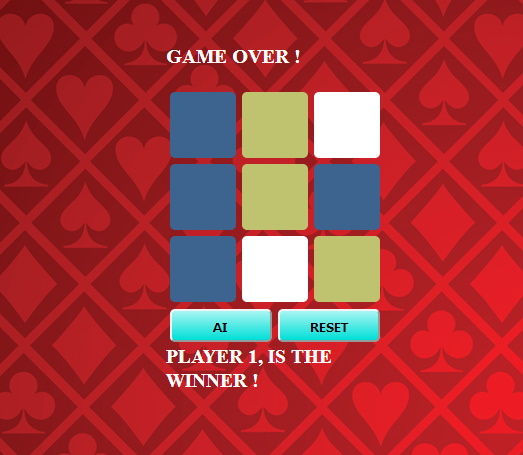 GAME OVER !
AI RESET
PLAYER 1, IS THE
WINNER !